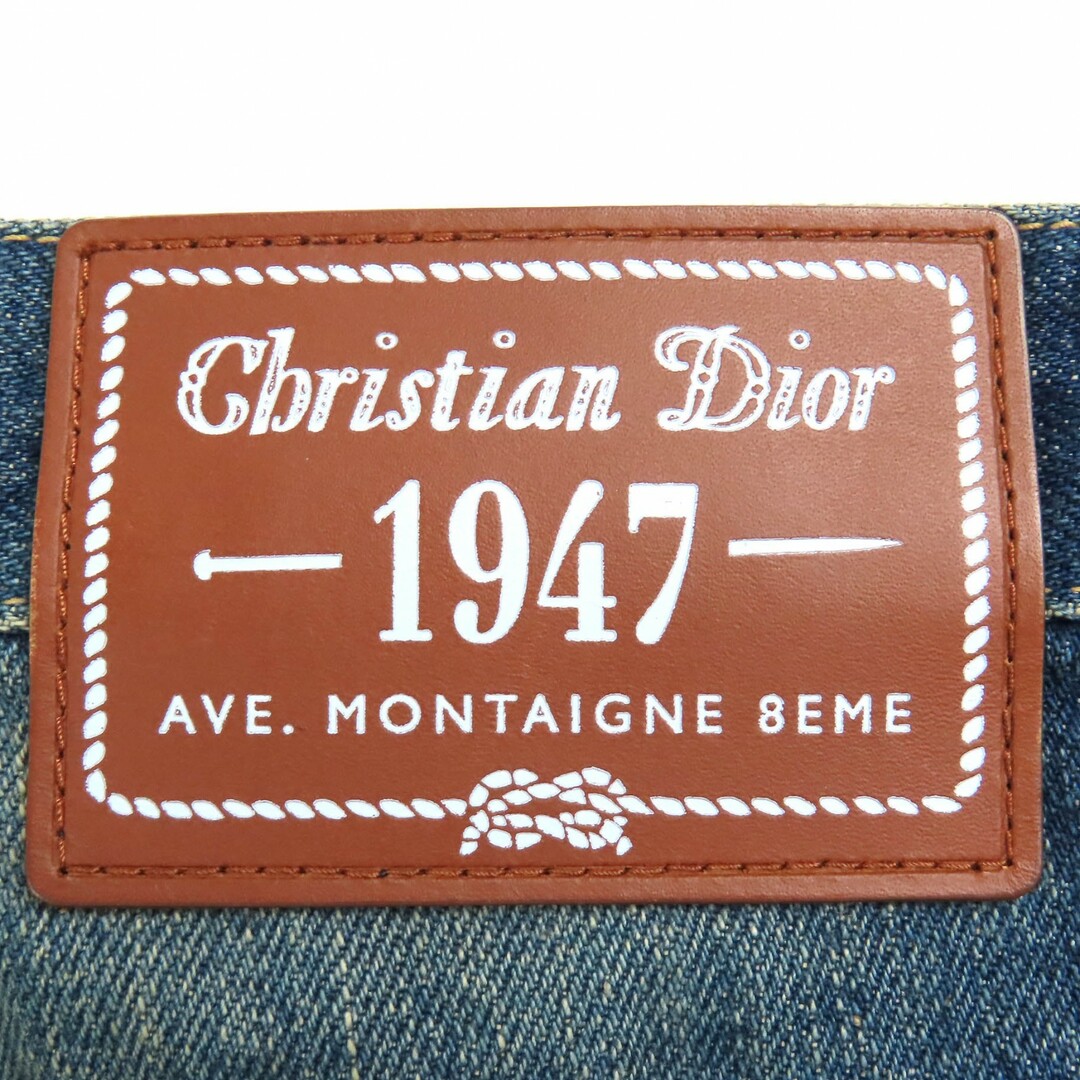 Christian Dior
1947
AVE. MONTAIGNE 8EME